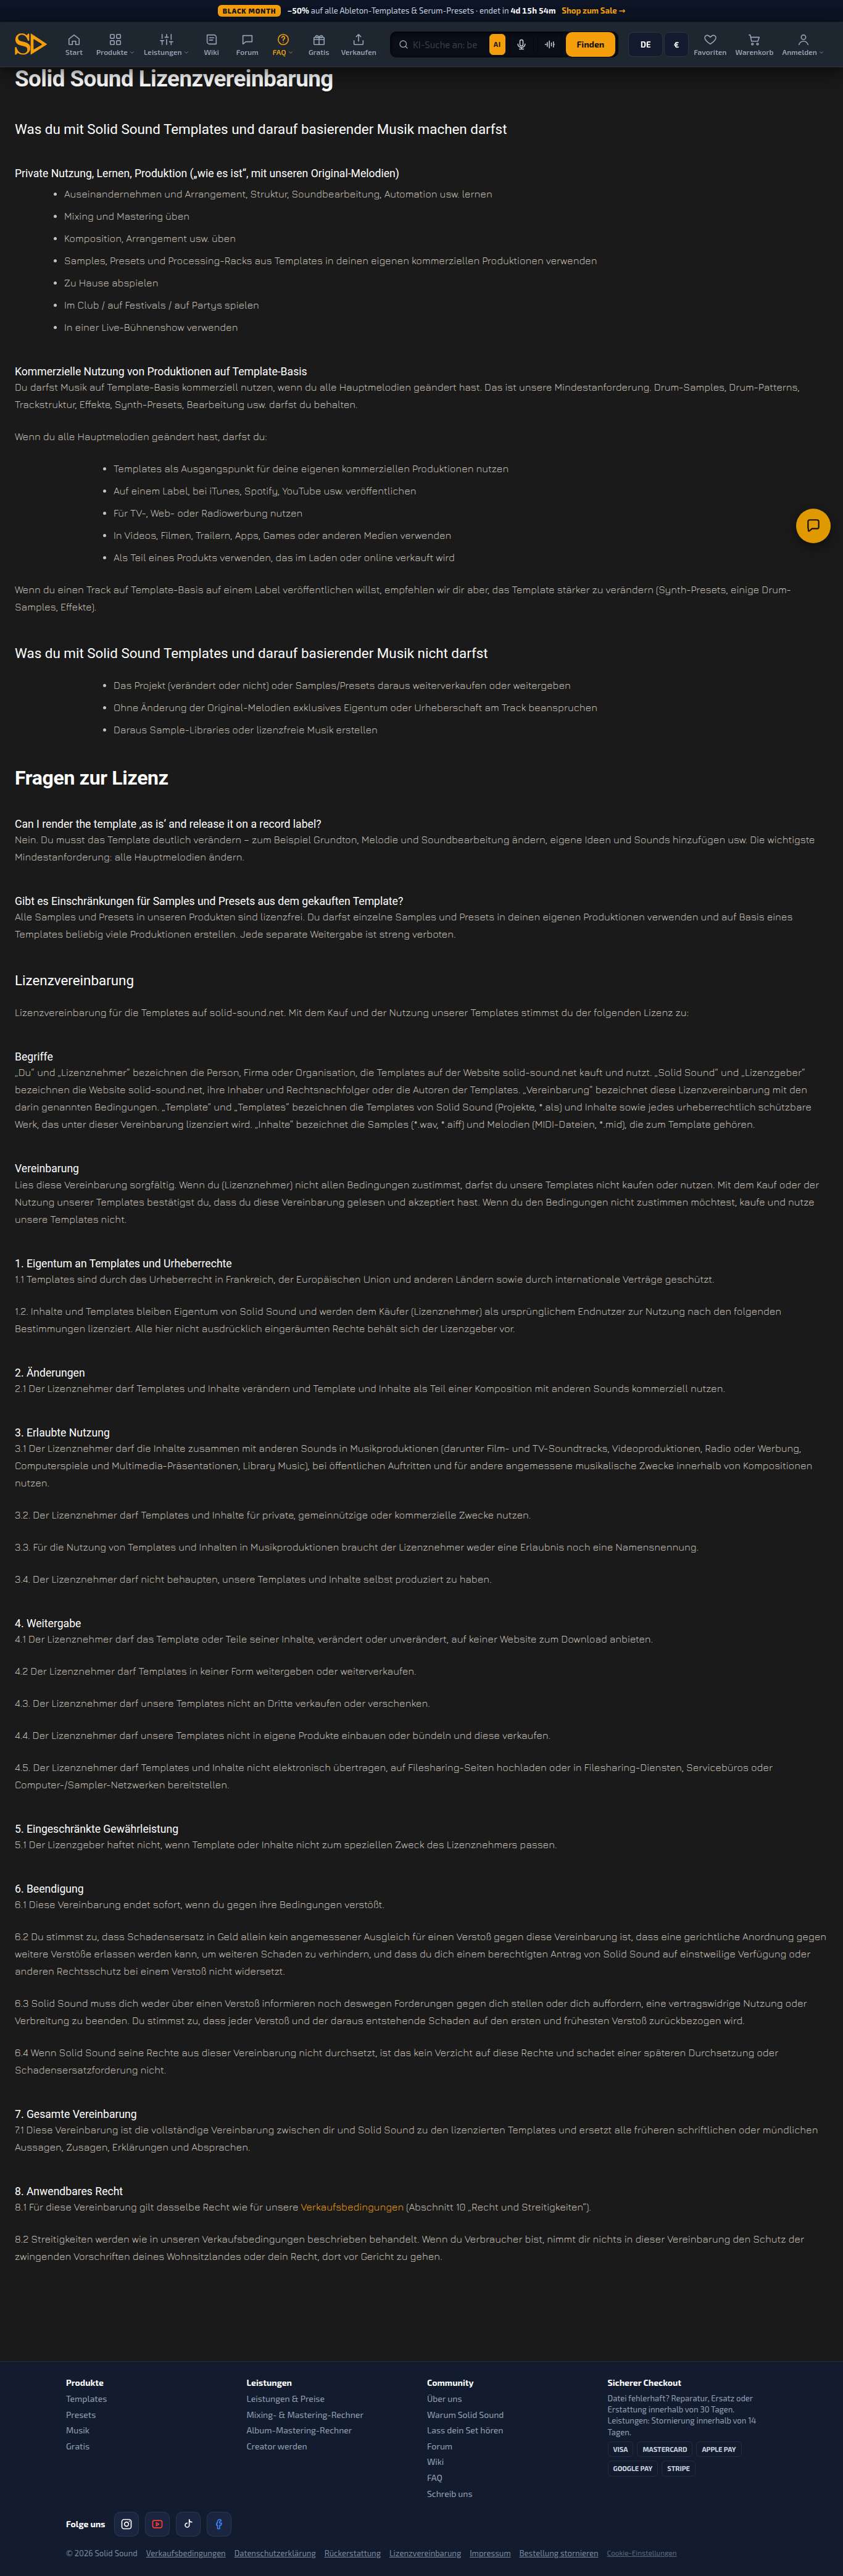 BLACK MONTH −50% auf alle Ableton-Templates & Serum-Presets · endet in 4d 15h 54m Shop zum Sale →
Start Produkte Leistungen Wiki Forum FAQ Gratis Verkaufen KI-Suche an: be AI Finden DE € Favoriten Warenkorb Anmelden
Solid Sound Lizenzvereinbarung
Was du mit Solid Sound Templates und darauf basierender Musik machen darfst
Private Nutzung, Lernen, Produktion („wie es ist“, mit unseren Original-Melodien)
• Auseinandernehmen und Arrangement, Struktur, Soundbearbeitung, Automation usw. lernen
• Mixing und Mastering üben
• Komposition, Arrangement usw. üben
• Samples, Presets und Processing-Racks aus Templates in deinen eigenen kommerziellen Produktionen verwenden
• Zu Hause abspielen
• Im Club / auf Festivals / auf Partys spielen
• In einer Live-Bühnenshow verwenden
Kommerzielle Nutzung von Produktionen auf Template-Basis
Du darfst Musik auf Template-Basis kommerziell nutzen, wenn du alle Hauptmelodien geändert hast. Das ist unsere Mindestanforderung. Drum-Samples, Drum-Patterns,
Trackstruktur, Effekte, Synth-Presets, Bearbeitung usw. darfst du behalten.
Wenn du alle Hauptmelodien geändert hast, darfst du:
• Templates als Ausgangspunkt für deine eigenen kommerziellen Produktionen nutzen
• Auf einem Label, bei iTunes, Spotify, YouTube usw. veröffentlichen
• Für TV-, Web- oder Radiowerbung nutzen
• In Videos, Filmen, Trailern, Apps, Games oder anderen Medien verwenden
• Als Teil eines Produkts verwenden, das im Laden oder online verkauft wird
Wenn du einen Track auf Template-Basis auf einem Label veröffentlichen willst, empfehlen wir dir aber, das Template stärker zu verändern (Synth-Presets, einige Drum-
Samples, Effekte).
Was du mit Solid Sound Templates und darauf basierender Musik nicht darfst
• Das Projekt (verändert oder nicht) oder Samples/Presets daraus weiterverkaufen oder weitergeben
• Ohne Änderung der Original-Melodien exklusives Eigentum oder Urheberschaft am Track beanspruchen
• Daraus Sample-Libraries oder lizenzfreie Musik erstellen
Fragen zur Lizenz
Can I render the template ‚as is‘ and release it on a record label?
Nein. Du musst das Template deutlich verändern – zum Beispiel Grundton, Melodie und Soundbearbeitung ändern, eigene Ideen und Sounds hinzufügen usw. Die wichtigste
Mindestanforderung: alle Hauptmelodien ändern.
Gibt es Einschränkungen für Samples und Presets aus dem gekauften Template?
Alle Samples und Presets in unseren Produkten sind lizenzfrei. Du darfst einzelne Samples und Presets in deinen eigenen Produktionen verwenden und auf Basis eines
Templates beliebig viele Produktionen erstellen. Jede separate Weitergabe ist streng verboten.
Lizenzvereinbarung
Lizenzvereinbarung für die Templates auf solid-sound.net. Mit dem Kauf und der Nutzung unserer Templates stimmst du der folgenden Lizenz zu:
Begriffe
„Du“ und „Lizenznehmer“ bezeichnen die Person, Firma oder Organisation, die Templates auf der Website solid-sound.net kauft und nutzt. „Solid Sound“ und „Lizenzgeber“
bezeichnen die Website solid-sound.net, ihre Inhaber und Rechtsnachfolger oder die Autoren der Templates. „Vereinbarung“ bezeichnet diese Lizenzvereinbarung mit den
darin genannten Bedingungen. „Template“ und „Templates“ bezeichnen die Templates von Solid Sound (Projekte, *.als) und Inhalte sowie jedes urheberrechtlich schützbare
Werk, das unter dieser Vereinbarung lizenziert wird. „Inhalte“ bezeichnet die Samples (*.wav, *.aiff) und Melodien (MIDI-Dateien, *.mid), die zum Template gehören.
Vereinbarung
Lies diese Vereinbarung sorgfältig. Wenn du (Lizenznehmer) nicht allen Bedingungen zustimmst, darfst du unsere Templates nicht kaufen oder nutzen. Mit dem Kauf oder der
Nutzung unserer Templates bestätigst du, dass du diese Vereinbarung gelesen und akzeptiert hast. Wenn du den Bedingungen nicht zustimmen möchtest, kaufe und nutze
unsere Templates nicht.
1. Eigentum an Templates und Urheberrechte
1.1 Templates sind durch das Urheberrecht in Frankreich, der Europäischen Union und anderen Ländern sowie durch internationale Verträge geschützt.
1.2. Inhalte und Templates bleiben Eigentum von Solid Sound und werden dem Käufer (Lizenznehmer) als ursprünglichem Endnutzer zur Nutzung nach den folgenden
Bestimmungen lizenziert. Alle hier nicht ausdrücklich eingeräumten Rechte behält sich der Lizenzgeber vor.
2. Änderungen
2.1 Der Lizenznehmer darf Templates und Inhalte verändern und Template und Inhalte als Teil einer Komposition mit anderen Sounds kommerziell nutzen.
3. Erlaubte Nutzung
3.1 Der Lizenznehmer darf die Inhalte zusammen mit anderen Sounds in Musikproduktionen (darunter Film- und TV-Soundtracks, Videoproduktionen, Radio oder Werbung,
Computerspiele und Multimedia-Präsentationen, Library Music), bei öffentlichen Auftritten und für andere angemessene musikalische Zwecke innerhalb von Kompositionen
nutzen.
3.2. Der Lizenznehmer darf Templates und Inhalte für private, gemeinnützige oder kommerzielle Zwecke nutzen.
3.3. Für die Nutzung von Templates und Inhalten in Musikproduktionen braucht der Lizenznehmer weder eine Erlaubnis noch eine Namensnennung.
3.4. Der Lizenznehmer darf nicht behaupten, unsere Templates und Inhalte selbst produziert zu haben.
4. Weitergabe
4.1 Der Lizenznehmer darf das Template oder Teile seiner Inhalte, verändert oder unverändert, auf keiner Website zum Download anbieten.
4.2 Der Lizenznehmer darf Templates in keiner Form weitergeben oder weiterverkaufen.
4.3. Der Lizenznehmer darf unsere Templates nicht an Dritte verkaufen oder verschenken.
4.4. Der Lizenznehmer darf unsere Templates nicht in eigene Produkte einbauen oder bündeln und diese verkaufen.
4.5. Der Lizenznehmer darf Templates und Inhalte nicht elektronisch übertragen, auf Filesharing-Seiten hochladen oder in Filesharing-Diensten, Servicebüros oder
Computer-/Sampler-Netzwerken bereitstellen.
5. Eingeschränkte Gewährleistung
5.1 Der Lizenzgeber haftet nicht, wenn Template oder Inhalte nicht zum speziellen Zweck des Lizenznehmers passen.
6. Beendigung
6.1 Diese Vereinbarung endet sofort, wenn du gegen ihre Bedingungen verstößt.
6.2 Du stimmst zu, dass Schadensersatz in Geld allein kein angemessener Ausgleich für einen Verstoß gegen diese Vereinbarung ist, dass eine gerichtliche Anordnung gegen
weitere Verstöße erlassen werden kann, um weiteren Schaden zu verhindern, und dass du dich einem berechtigten Antrag von Solid Sound auf einstweilige Verfügung oder
anderen Rechtsschutz bei einem Verstoß nicht widersetzt.
6.3 Solid Sound muss dich weder über einen Verstoß informieren noch deswegen Forderungen gegen dich stellen oder dich auffordern, eine vertragswidrige Nutzung oder
Verbreitung zu beenden. Du stimmst zu, dass jeder Verstoß und der daraus entstehende Schaden auf den ersten und frühesten Verstoß zurückbezogen wird.
6.4 Wenn Solid Sound seine Rechte aus dieser Vereinbarung nicht durchsetzt, ist das kein Verzicht auf diese Rechte und schadet einer späteren Durchsetzung oder
Schadensersatzforderung nicht.
7. Gesamte Vereinbarung
7.1 Diese Vereinbarung ist die vollständige Vereinbarung zwischen dir und Solid Sound zu den lizenzierten Templates und ersetzt alle früheren schriftlichen oder mündlichen
Aussagen, Zusagen, Erklärungen und Absprachen.
8. Anwendbares Recht
8.1 Für diese Vereinbarung gilt dasselbe Recht wie für unsere Verkaufsbedingungen (Abschnitt 10 „Recht und Streitigkeiten“).
8.2 Streitigkeiten werden wie in unseren Verkaufsbedingungen beschrieben behandelt. Wenn du Verbraucher bist, nimmt dir nichts in dieser Vereinbarung den Schutz der
zwingenden Vorschriften deines Wohnsitzlandes oder dein Recht, dort vor Gericht zu gehen.
Produkte
Templates
Presets
Musik
Gratis
Leistungen
Leistungen & Preise
Mixing- & Mastering-Rechner
Album-Mastering-Rechner
Creator werden
Community
Über uns
Warum Solid Sound
Lass dein Set hören
Forum
Wiki
FAQ
Schreib uns
Sicherer Checkout
Datei fehlerhaft? Reparatur, Ersatz oder
Erstattung innerhalb von 30 Tagen.
Leistungen: Stornierung innerhalb von 14
Tagen.
VISA MASTERCARD APPLE PAY
GOOGLE PAY STRIPE
Folge uns
© 2026 Solid Sound Verkaufsbedingungen Datenschutzerklärung Rückerstattung Lizenzvereinbarung Impressum Bestellung stornieren Cookie-Einstellungen